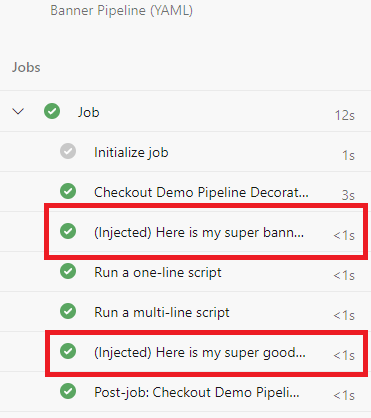 Banner Pipeline (YAML)
Jobs
Job 12s
Initialize job 1s
Checkout Demo Pipeline Decorat... 3s
(Injected) Here is my super bann... <1s
Run a one-line script <1s
Run a multi-line script <1s
(Injected) Here is my super good... <1s
Post-job: Checkout Demo Pipeli... <1s